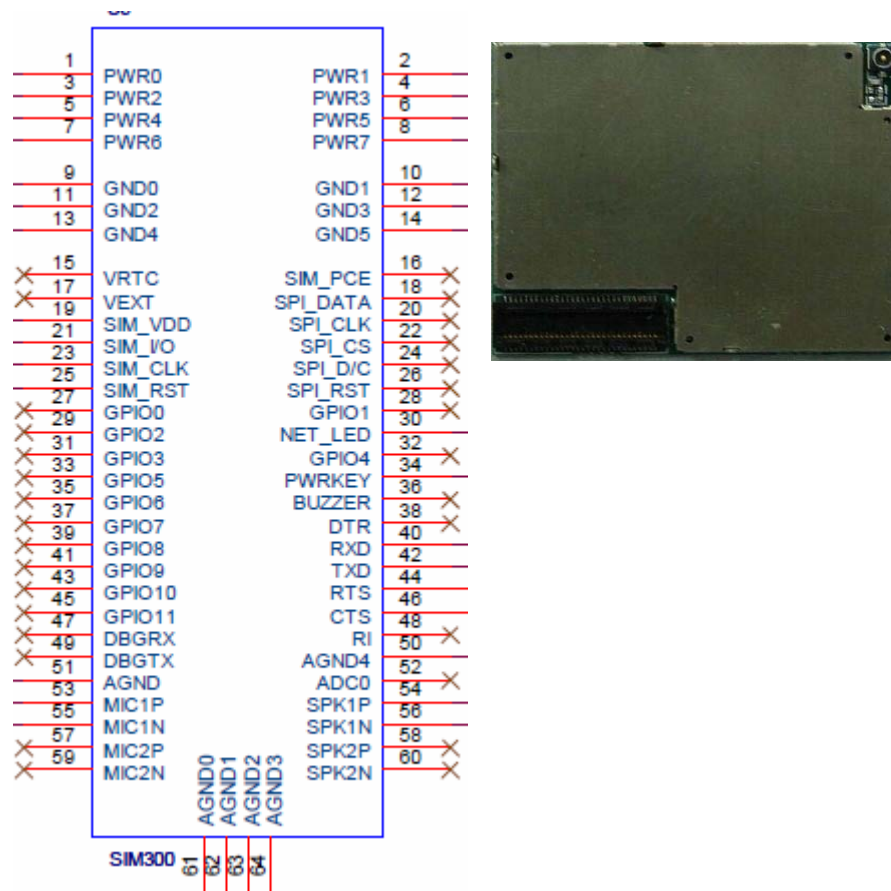 1 PWR0 PWR1 2
3 PWR2 PWR3 4
5 PWR4 PWR5 6
7 PWR6 PWR7 8
9 GND0 GND1 10
11 GND2 GND3 12
13 GND4 GND5 14
15 VRTC SIM_PCE 16
17 VEXT SPI_DATA 18
19 SIM_VDD SPI_CLK 20
21 SIM_I/O SPI_CS 22
23 SIM_CLK SPI_D/C 24
25 SIM_RST SPI_RST 26
27 GPIO0 GPIO1 28
29 GPIO2 NET_LED 30
31 GPIO3 GPIO4 32
33 GPIO5 PWRKEY 34
35 GPIO6 BUZZER 36
37 GPIO7 DTR 38
39 GPIO8 RXD 40
41 GPIO9 TXD 42
43 GPIO10 RTS 44
45 GPIO11 CTS 46
47 DBGRX RI 48
49 DBGTX AGND4 50
51 AGND ADC0 52
53 MIC1P SPK1P 54
55 MIC1N SPK1N 56
57 MIC2P SPK2P 58
59 MIC2N SPK2N 60
AGND0 AGND1 AGND2 AGND3
SIM300 61 62 63 64